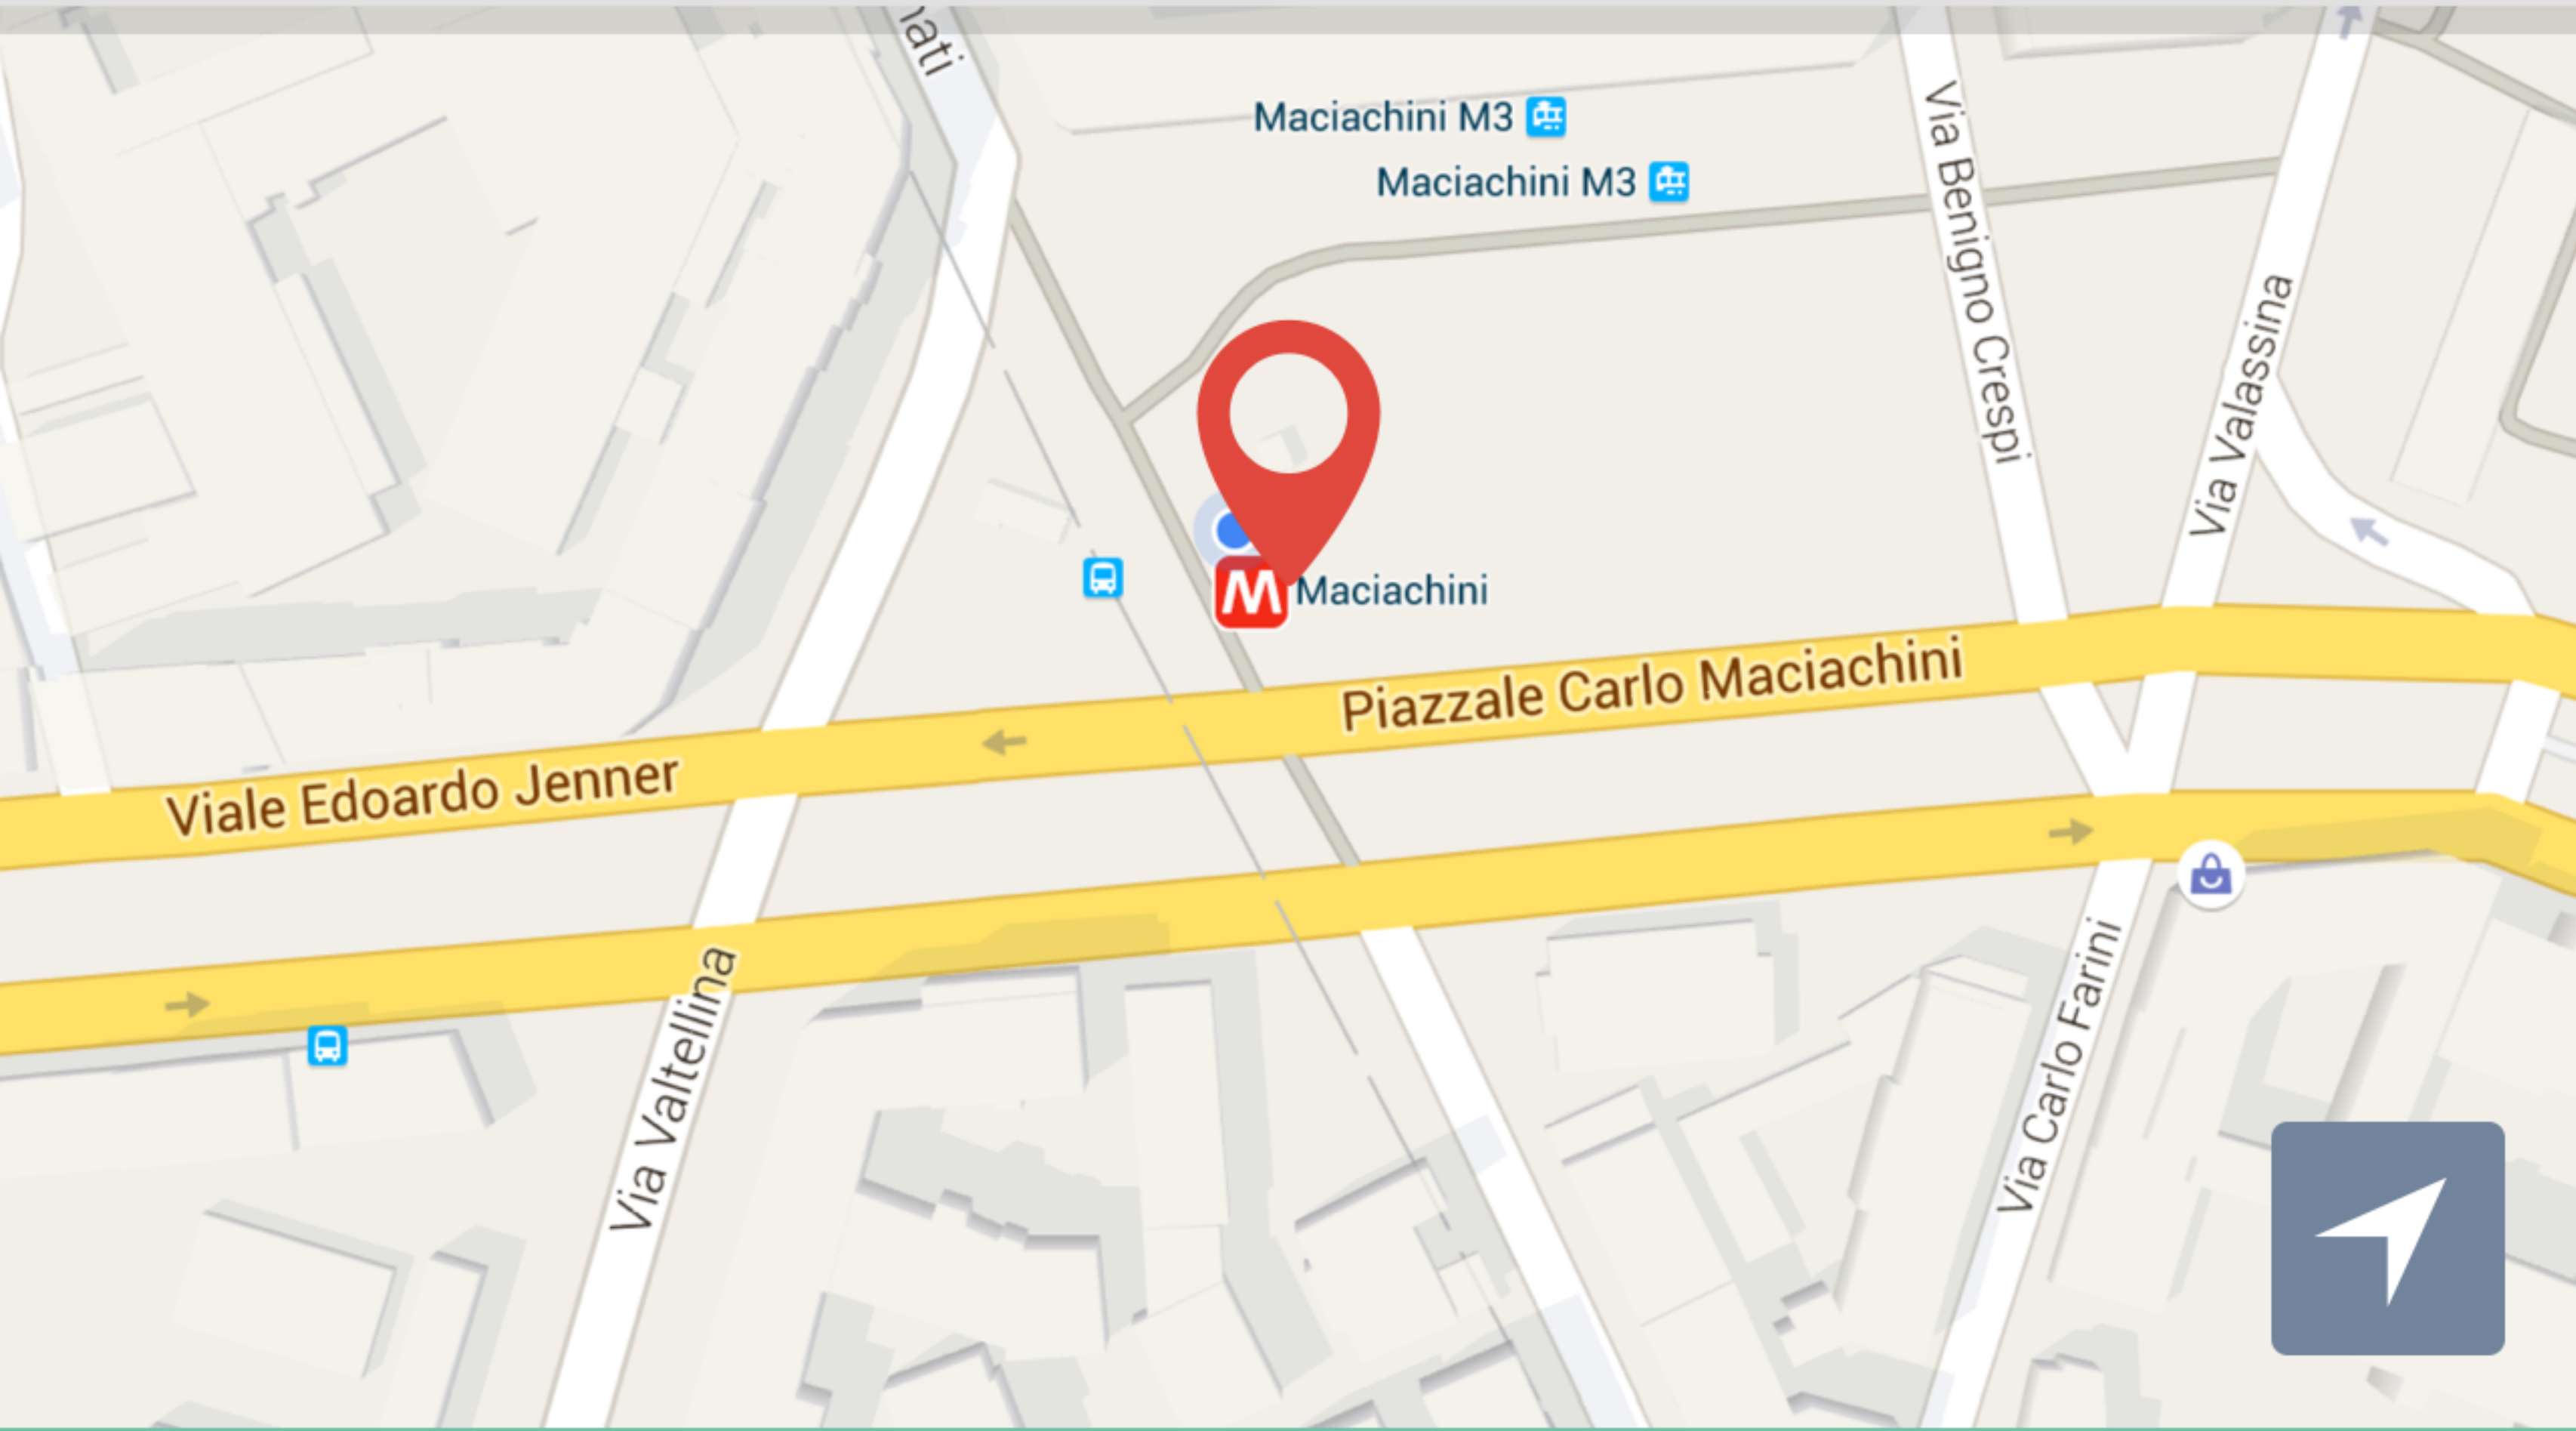 Maciachini M3
Maciachini M3
Via Benigno Crespi
Via Valassina
M Maciachini
Piazzale Carlo Maciachini
Viale Edoardo Jenner
Via Valtellina
Via Carlo Farini